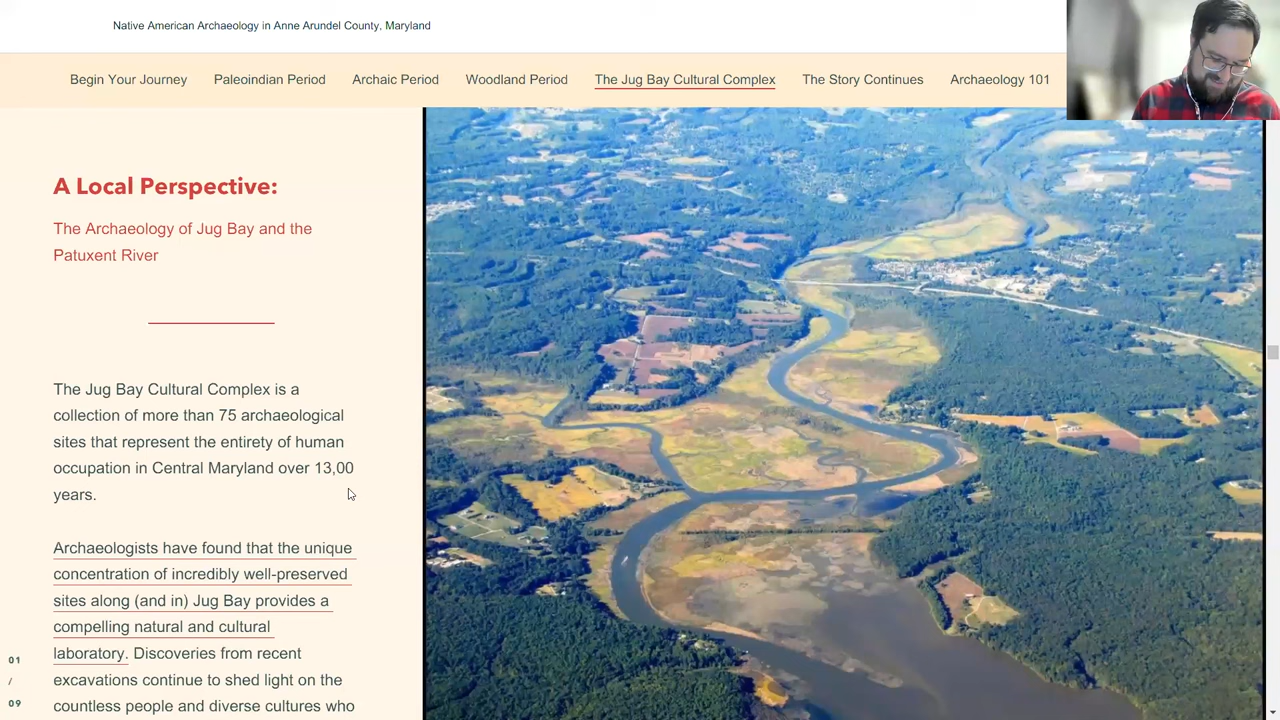 Native American Archaeology in Anne Arundel County, Maryland
Begin Your Journey Paleoindian Period Archaic Period Woodland Period The Jug Bay Cultural Complex The Story Continues Archaeology 101
A Local Perspective:
The Archaeology of Jug Bay and the
Patuxent River
The Jug Bay Cultural Complex is a
collection of more than 75 archaeological
sites that represent the entirety of human
occupation in Central Maryland over 13,00
years.
Archaeologists have found that the unique
concentration of incredibly well-preserved
sites along (and in) Jug Bay provides a
compelling natural and cultural
laboratory. Discoveries from recent
excavations continue to shed light on the
countless people and diverse cultures who
01
/
09